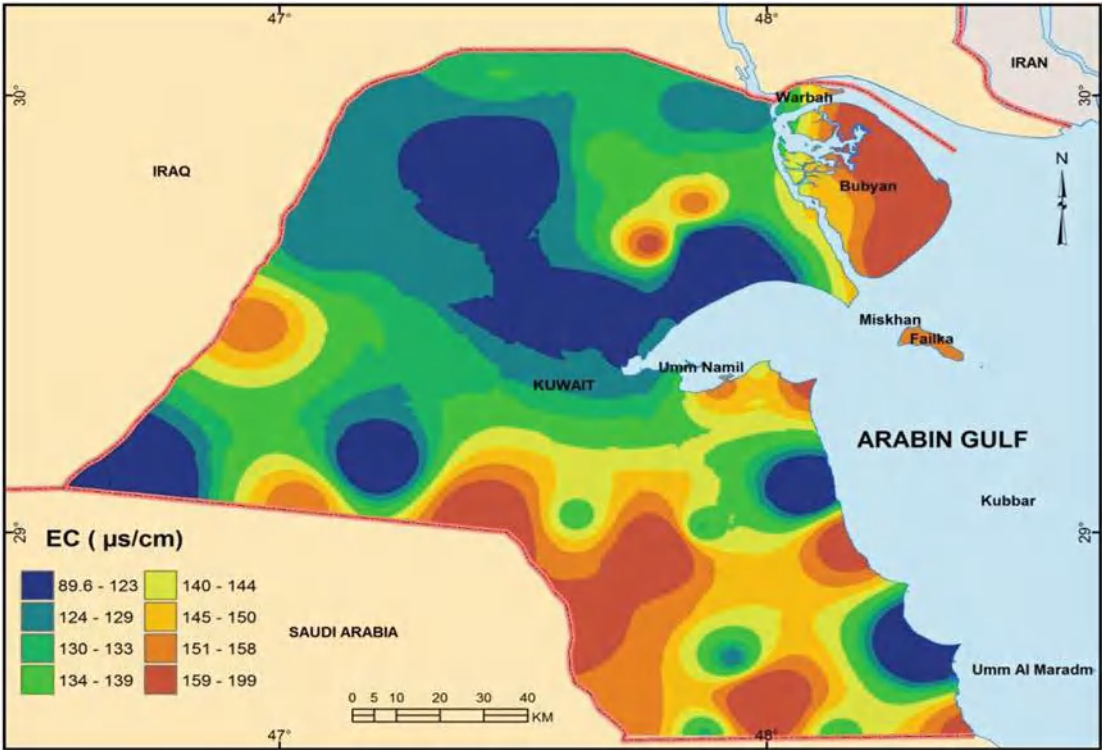 47°
48°
IRAN
30°
Warbah
30°
N
IRAQ
Bubyan
Miskhan
Failka
Umm Namil
KUWAIT
ARABIN GULF
Kubbar
29°
29°
EC ( µs/cm)
89.6 - 123
140 - 144
124 - 129
145 - 150
130 - 133
151 - 158
134 - 139
159 - 199
SAUDI ARABIA
Umm Al Maradm
0 5 10 20 30 40
KM
47°
48°